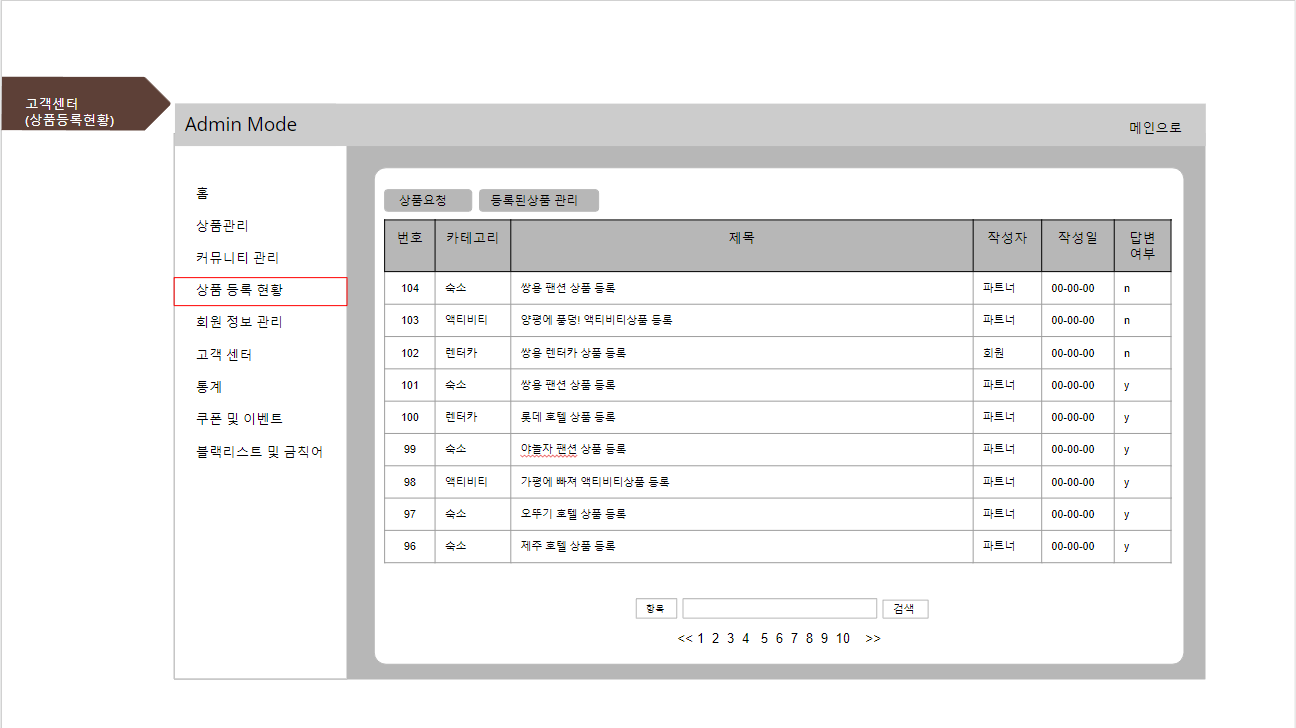 고객센터
(상품등록현황)
Admin Mode
메인으로
홈
상품관리
커뮤니티 관리
상품 등록 현황
회원 정보 관리
고객 센터
통계
쿠폰 및 이벤트
블랙리스트 및 금칙어
상품요청 등록된상품 관리
번호 카테고리 제목 작성자 작성일 답변
여부
104 숙소 쌍용 팬션 상품 등록 파트너 00-00-00 n
103 액티비티 양평에 풍덩! 액티비티상품 등록 파트너 00-00-00 n
102 렌터카 쌍용 렌터카 상품 등록 회원 00-00-00 n
101 숙소 쌍용 팬션 상품 등록 파트너 00-00-00 y
100 렌터카 롯데 호텔 상품 등록 파트너 00-00-00 y
99 숙소 야놀자 팬션 상품 등록 파트너 00-00-00 y
98 액티비티 가평에 빠져 액티비티상품 등록 파트너 00-00-00 y
97 숙소 오뚜기 호텔 상품 등록 파트너 00-00-00 y
96 숙소 제주 호텔 상품 등록 파트너 00-00-00 y
항목 검색
<< 1 2 3 4 5 6 7 8 9 10 >>